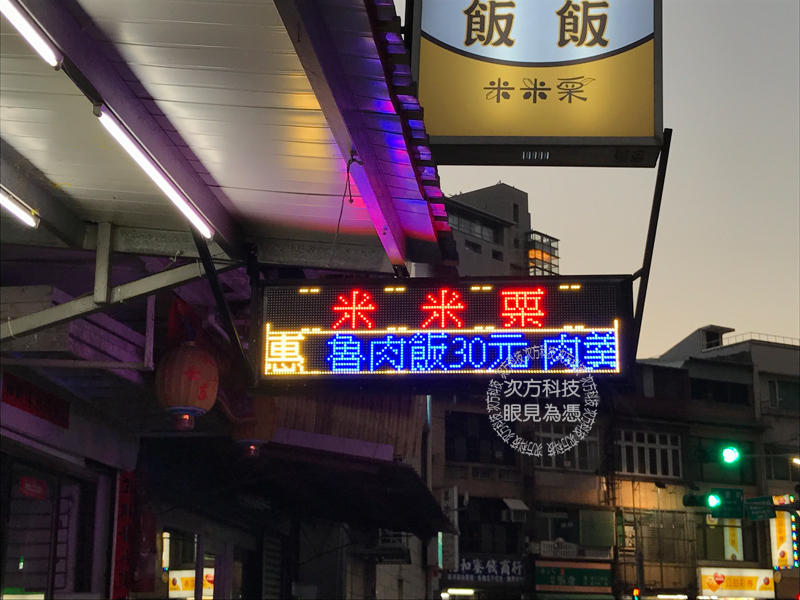 飯 飯
米米粟
米 米 粟
惠 魯肉飯30元 肉羹
次方科技
眼見為憑